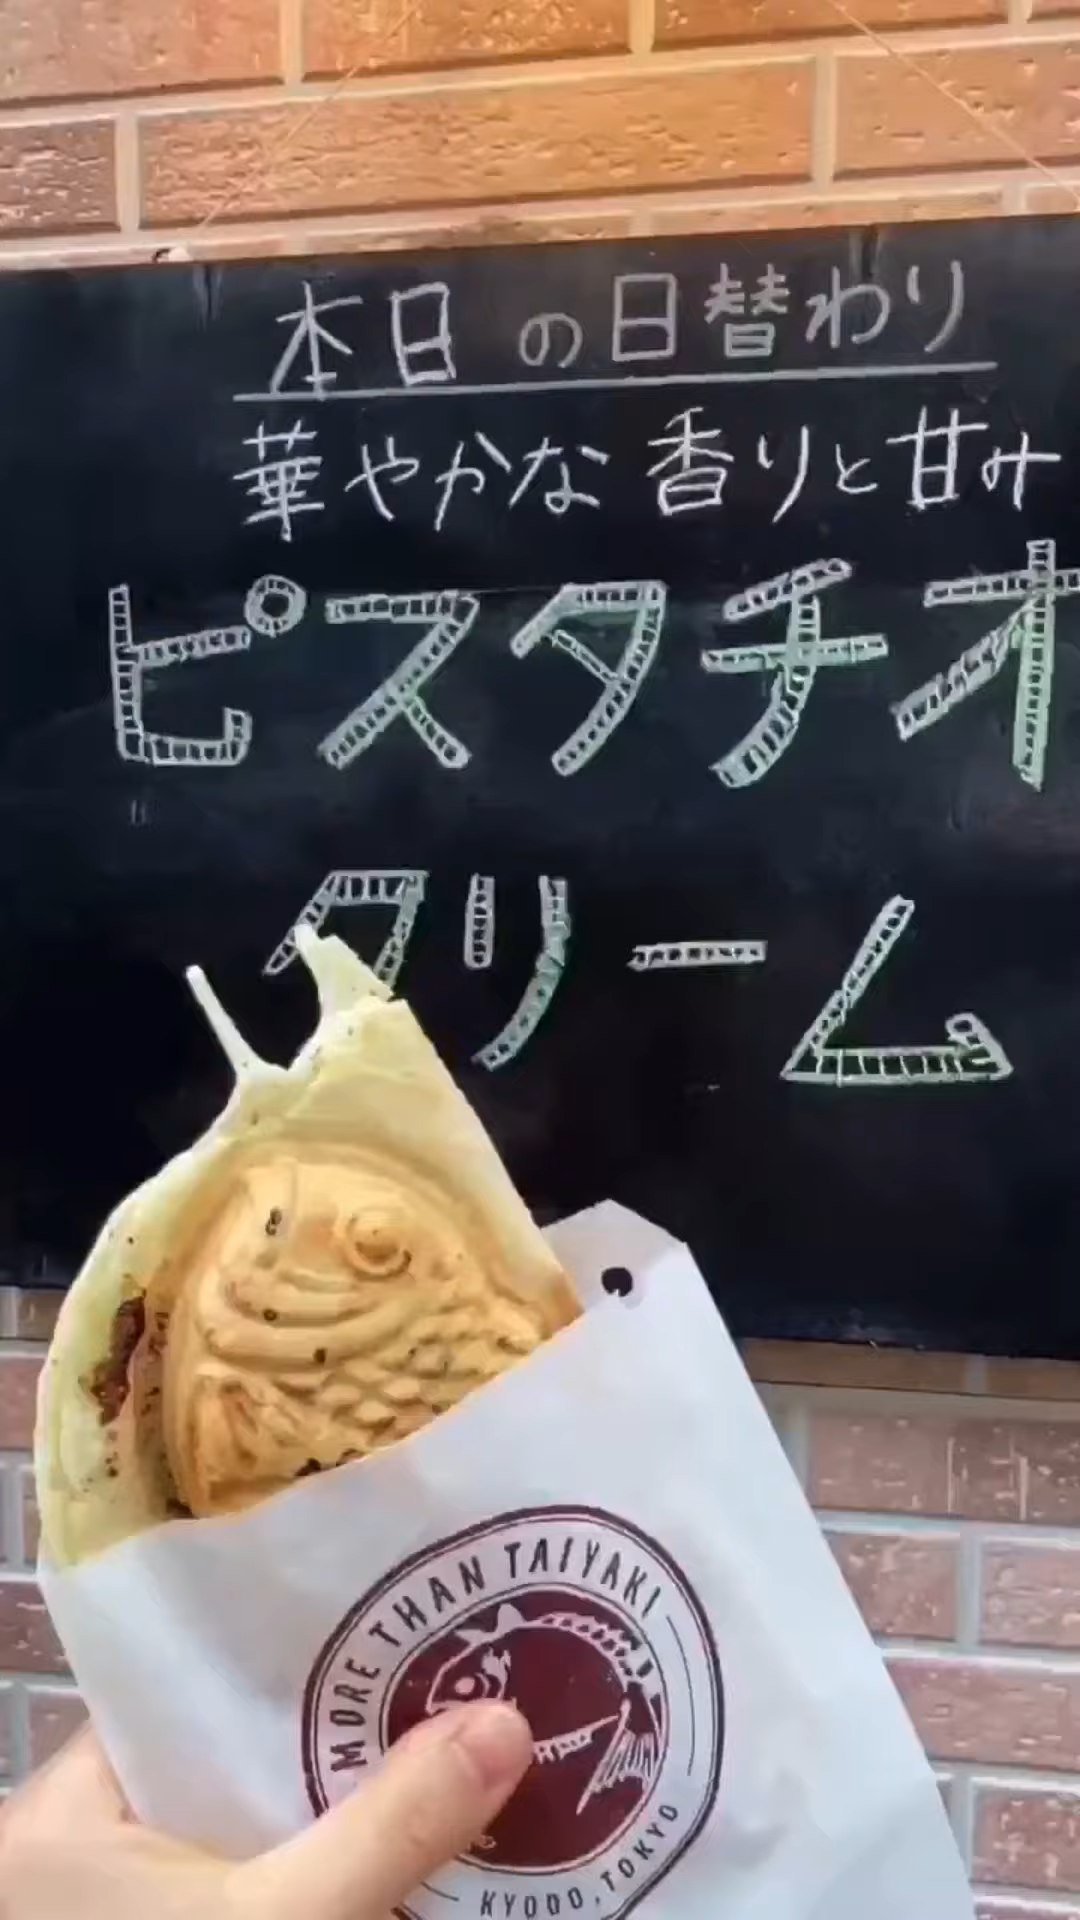 本日の日替わり
華やかな香りと甘み
ピスタチオ
クリーム
MORE THAN TAIYAKI
KYODO, TOKYO